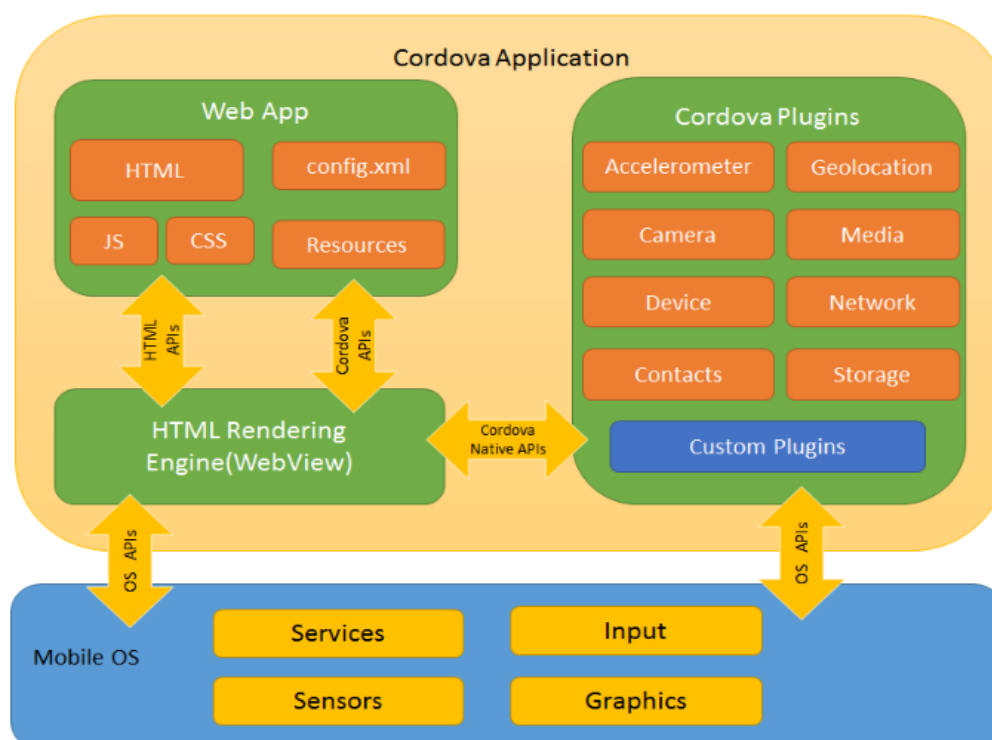 Cordova Application
Web App
HTML
config.xml
JS
CSS
Resources
HTML
APIs
Cordova
APIs
HTML Rendering
Engine(WebView)
Cordova
Native APIs
Cordova Plugins
Accelerometer
Geolocation
Camera
Media
Device
Network
Contacts
Storage
Custom Plugins
OS APIs
OS APIs
Mobile OS
Services
Input
Sensors
Graphics